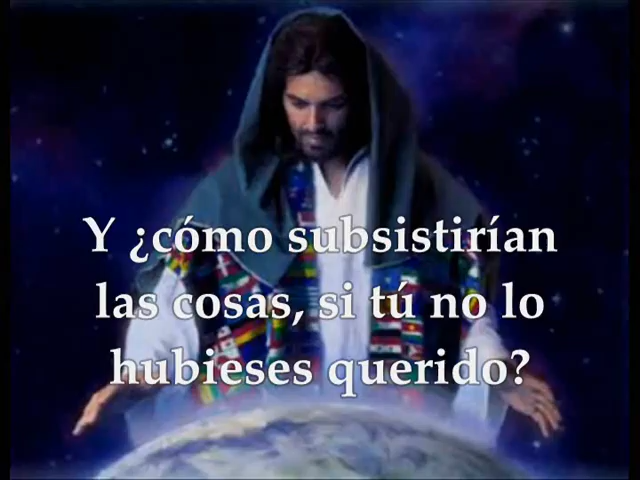 Y ¿cómo subsistirían
las cosas, si tú no lo
hubieses querido?